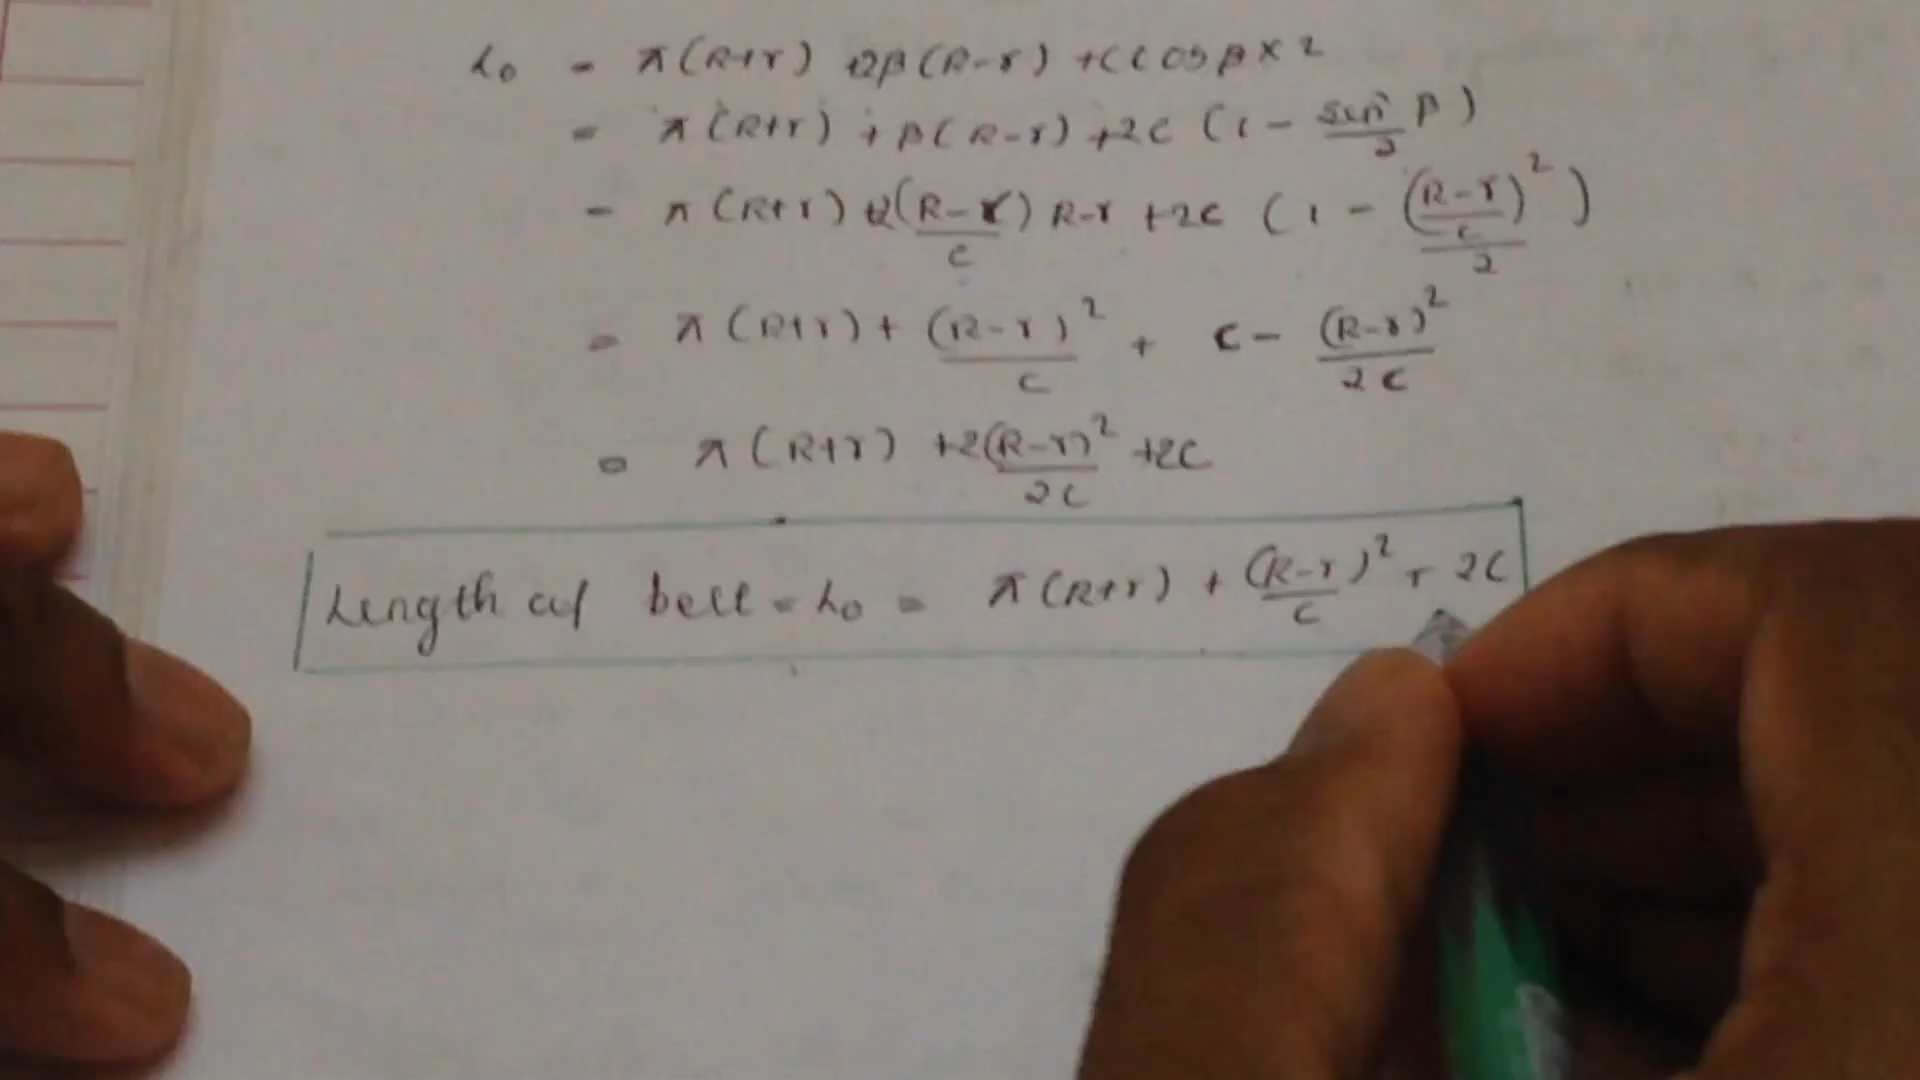 L₀ = π(R+r) +2β(R-r) +C cosβ×2
= π(R+r) + β(R-r) +2C (1 - sin²β/2)
= π(R+r) +2(R-r)/C R-r +2C (1 - ((R-r)/C)²/2)
= π(R+r) + (R-r)²/C + C - (R-r)²/2C
= π(R+r) +2(R-r)²/2C +2C
Length of belt = L₀ = π(R+r) + (R-r)²/C + 2C